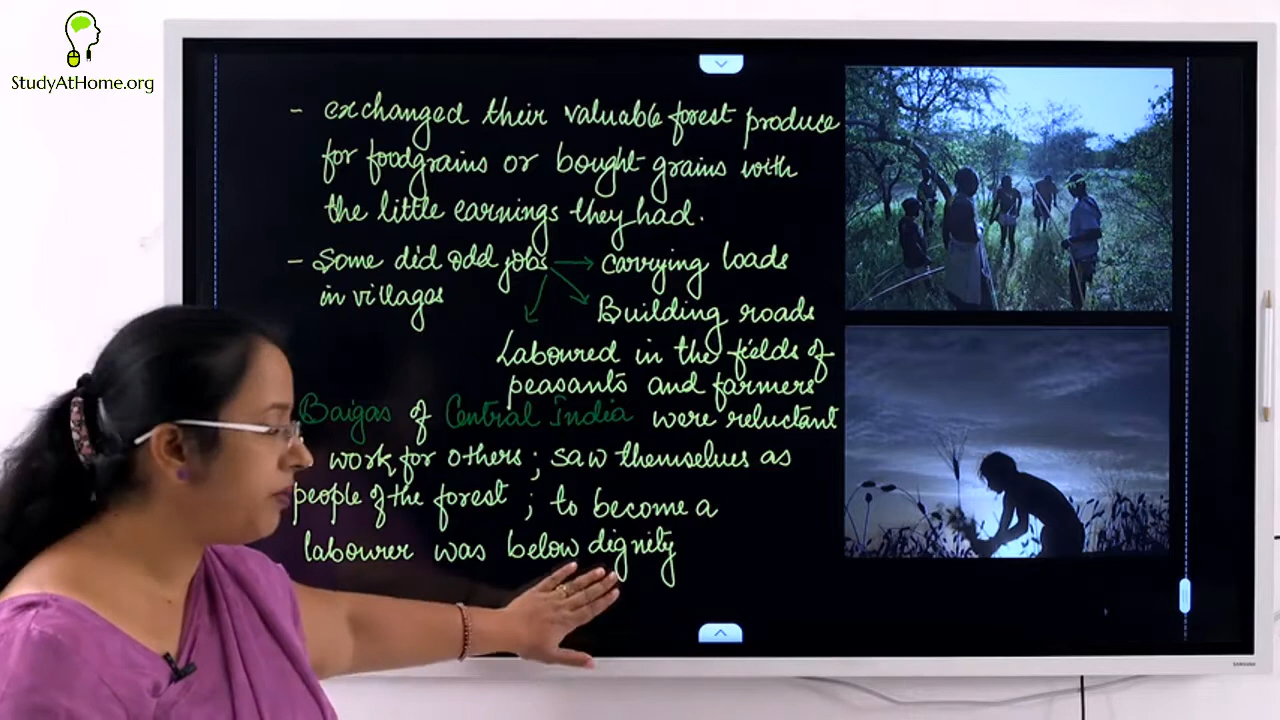 StudyAtHome.org
- exchanged their valuable forest produce
for foodgrains or bought grains with
the little earnings they had.
- Some did odd jobs → carrying loads
in villages
Building roads
Laboured in the fields of
peasants and farmers
Baigas of Central India were reluctant
work for others; saw themselves as
people of the forest; to become a
labourer was below dignity
SAMSUNG